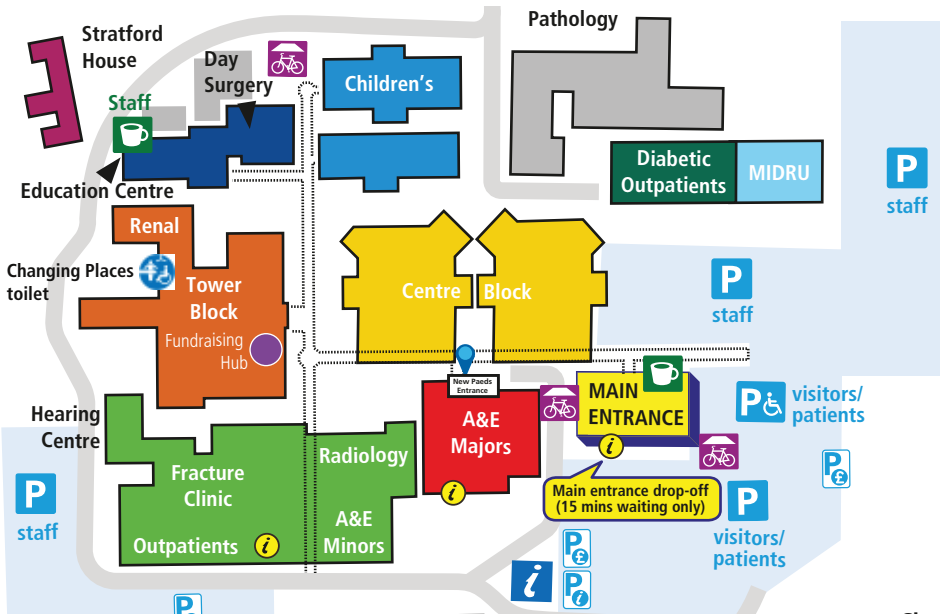 Pathology
Stratford
House
Day
Surgery
Children's
Staff
Diabetic
Outpatients
MIDRU
P
staff
Education Centre
Renal
Changing Places
toilet
Tower
Block
Fundraising
Hub
Centre
Block
P
staff
New Paeds
Entrance
MAIN
ENTRANCE
P
visitors/
patients
Hearing
Centre
A&E
Majors
Radiology
Fracture
Clinic
i
P
£
P
staff
i
Main entrance drop-off
(15 mins waiting only)
P
visitors/
patients
A&E
Minors
Outpatients
i
P
£
i
P
i
P